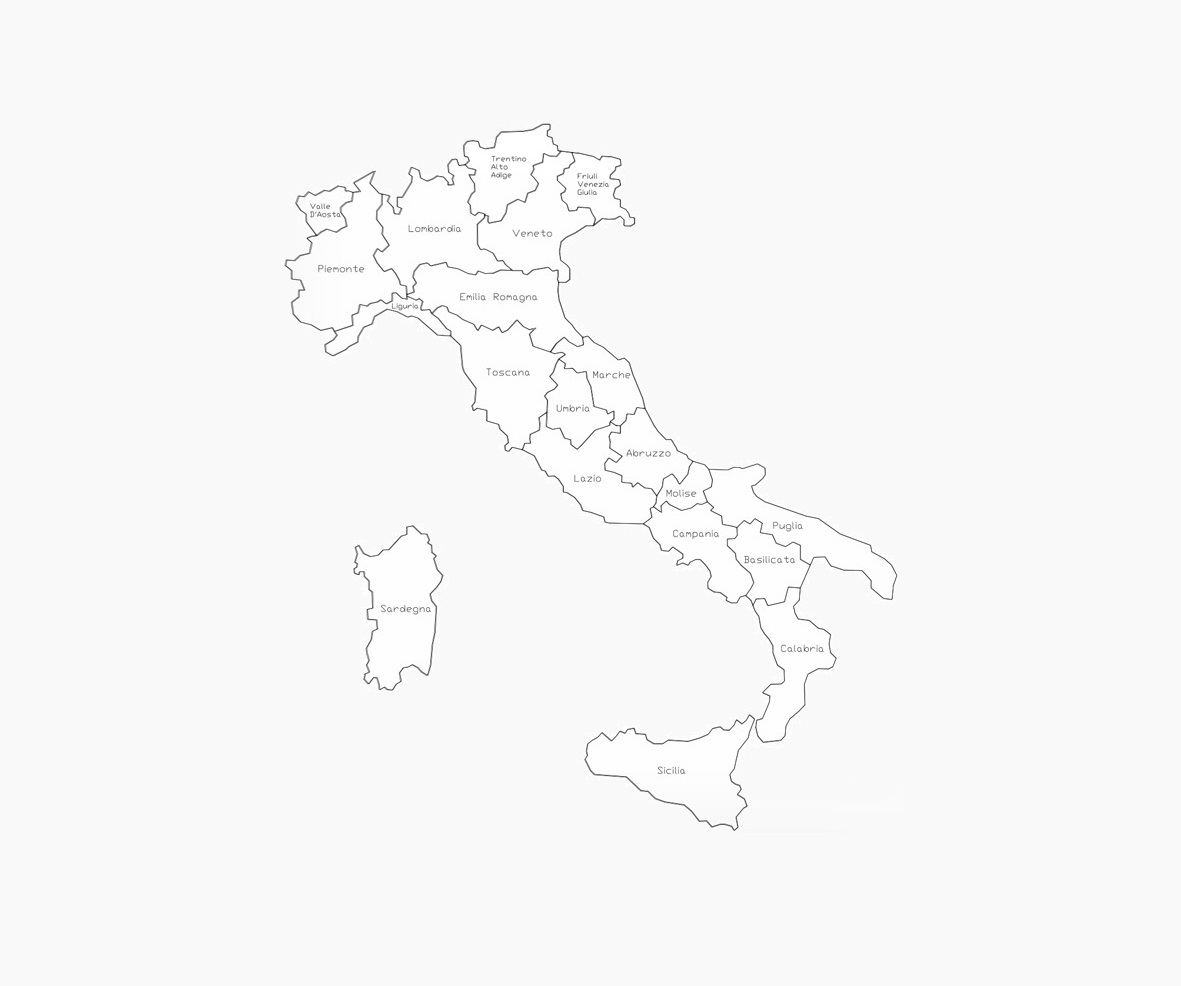 Trentino
Alto
Adige
Friuli
Venezia
Giulia
Valle
D'Aosta
Lombardia
Veneto
Piemonte
Emilia Romagna
Liguria
Toscana
Marche
Umbria
Abruzzo
Lazio
Molise
Puglia
Campania
Basilicata
Sardegna
Calabria
Sicilia